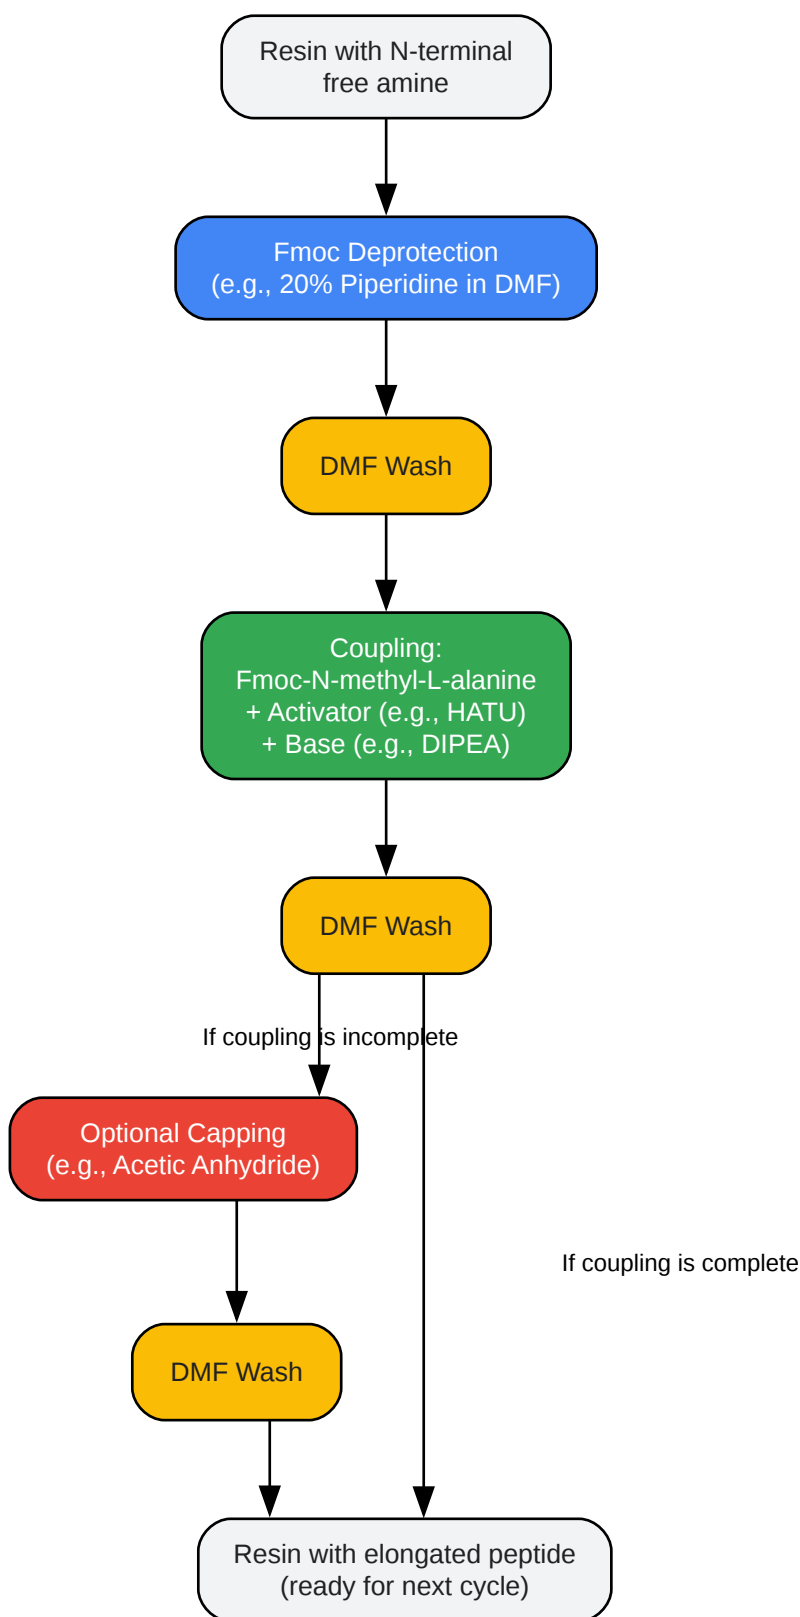 Resin with N-terminal
free amine
Fmoc Deprotection
(e.g., 20% Piperidine in DMF)
DMF Wash
Coupling:
Fmoc-N-methyl-L-alanine
+ Activator (e.g., HATU)
+ Base (e.g., DIPEA)
DMF Wash
If coupling is incomplete
Optional Capping
(e.g., Acetic Anhydride)
If coupling is complete
DMF Wash
Resin with elongated peptide
(ready for next cycle)